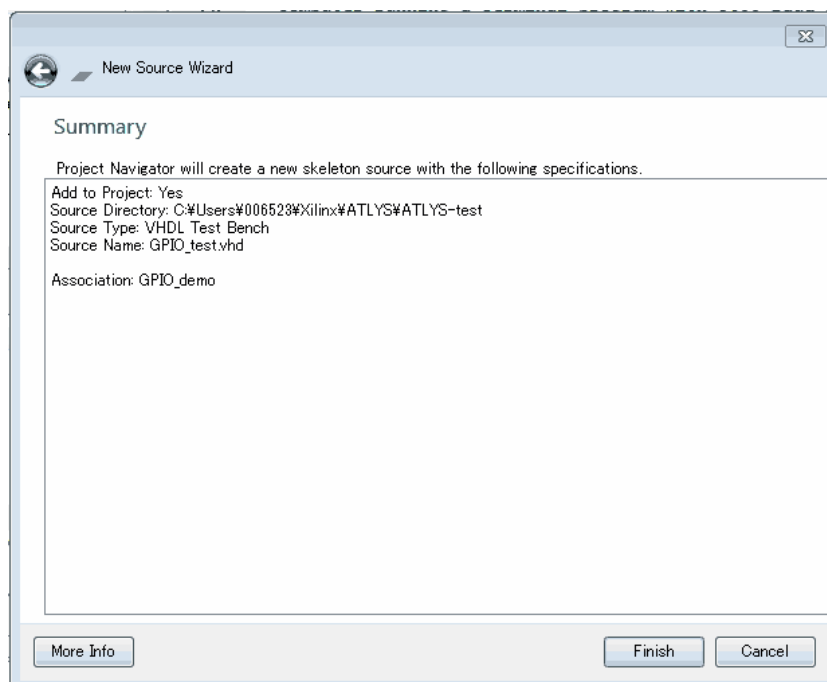 New Source Wizard
Summary
Project Navigator will create a new skeleton source with the following specifications.
Add to Project: Yes
Source Directory: C:¥Users¥006523¥Xilinx¥ATLYS¥ATLYS-test
Source Type: VHDL Test Bench
Source Name: GPIO_test.vhd
Association: GPIO_demo
More Info
Finish
Cancel